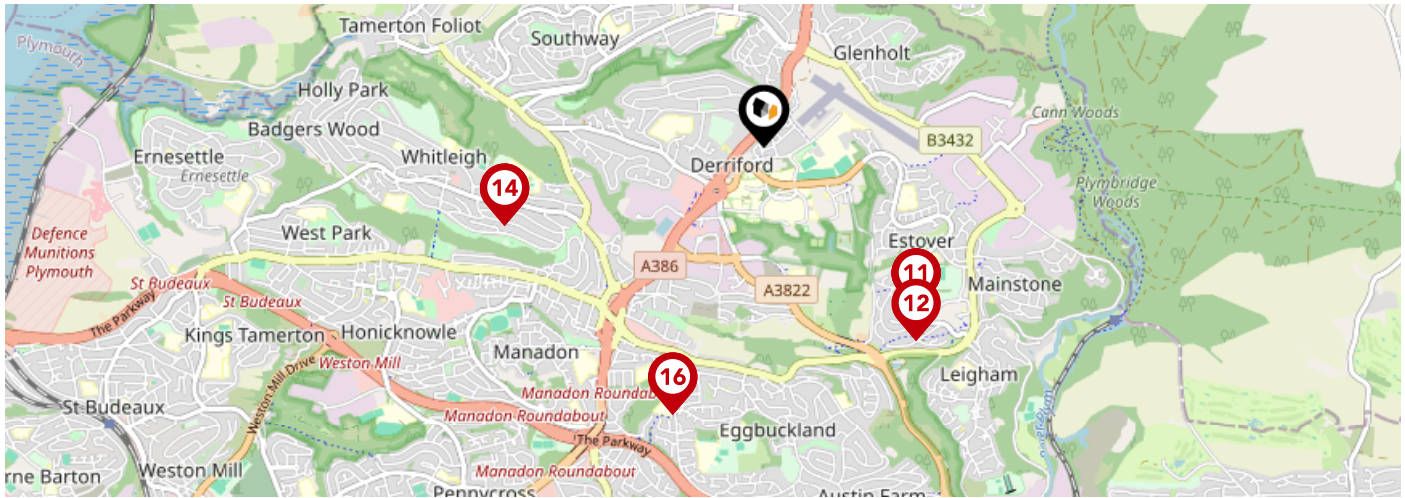 Tamerton Foliot
Southway
Glenholt
Plymouth
Holly Park
Cann Woods
Badgers Wood
B3432
Ernesettle
Ernesettle
Whitleigh
Derriford
14
Plymbridge
Woods
Defence
Munitions
Plymouth
West Park
Estover
A386
11
St Budeaux
Mainstone
A3822
12
The Parkway
St Budeaux
Kings Tamerton
Honicknowle
Manadon
Weston Mill
Leigham
16
Weston Mill Drive
Manadon Rounda
St Budeaux
Manadon Roundabout
Eggbuckland
The Parkway
rne Barton
Weston Mill
Manadon Roundabout
Pennycross
Austin Farm